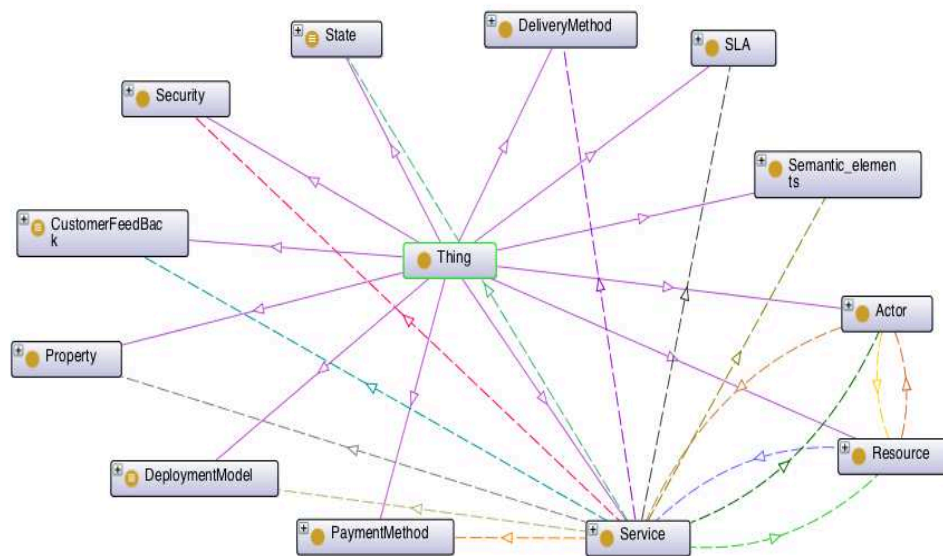 State
DeliveryMethod
SLA
Security
Semantic_elemen
ts
CustomerFeedBac
k
Thing
Actor
Property
Resource
DeploymentModel
PaymentMethod
Service